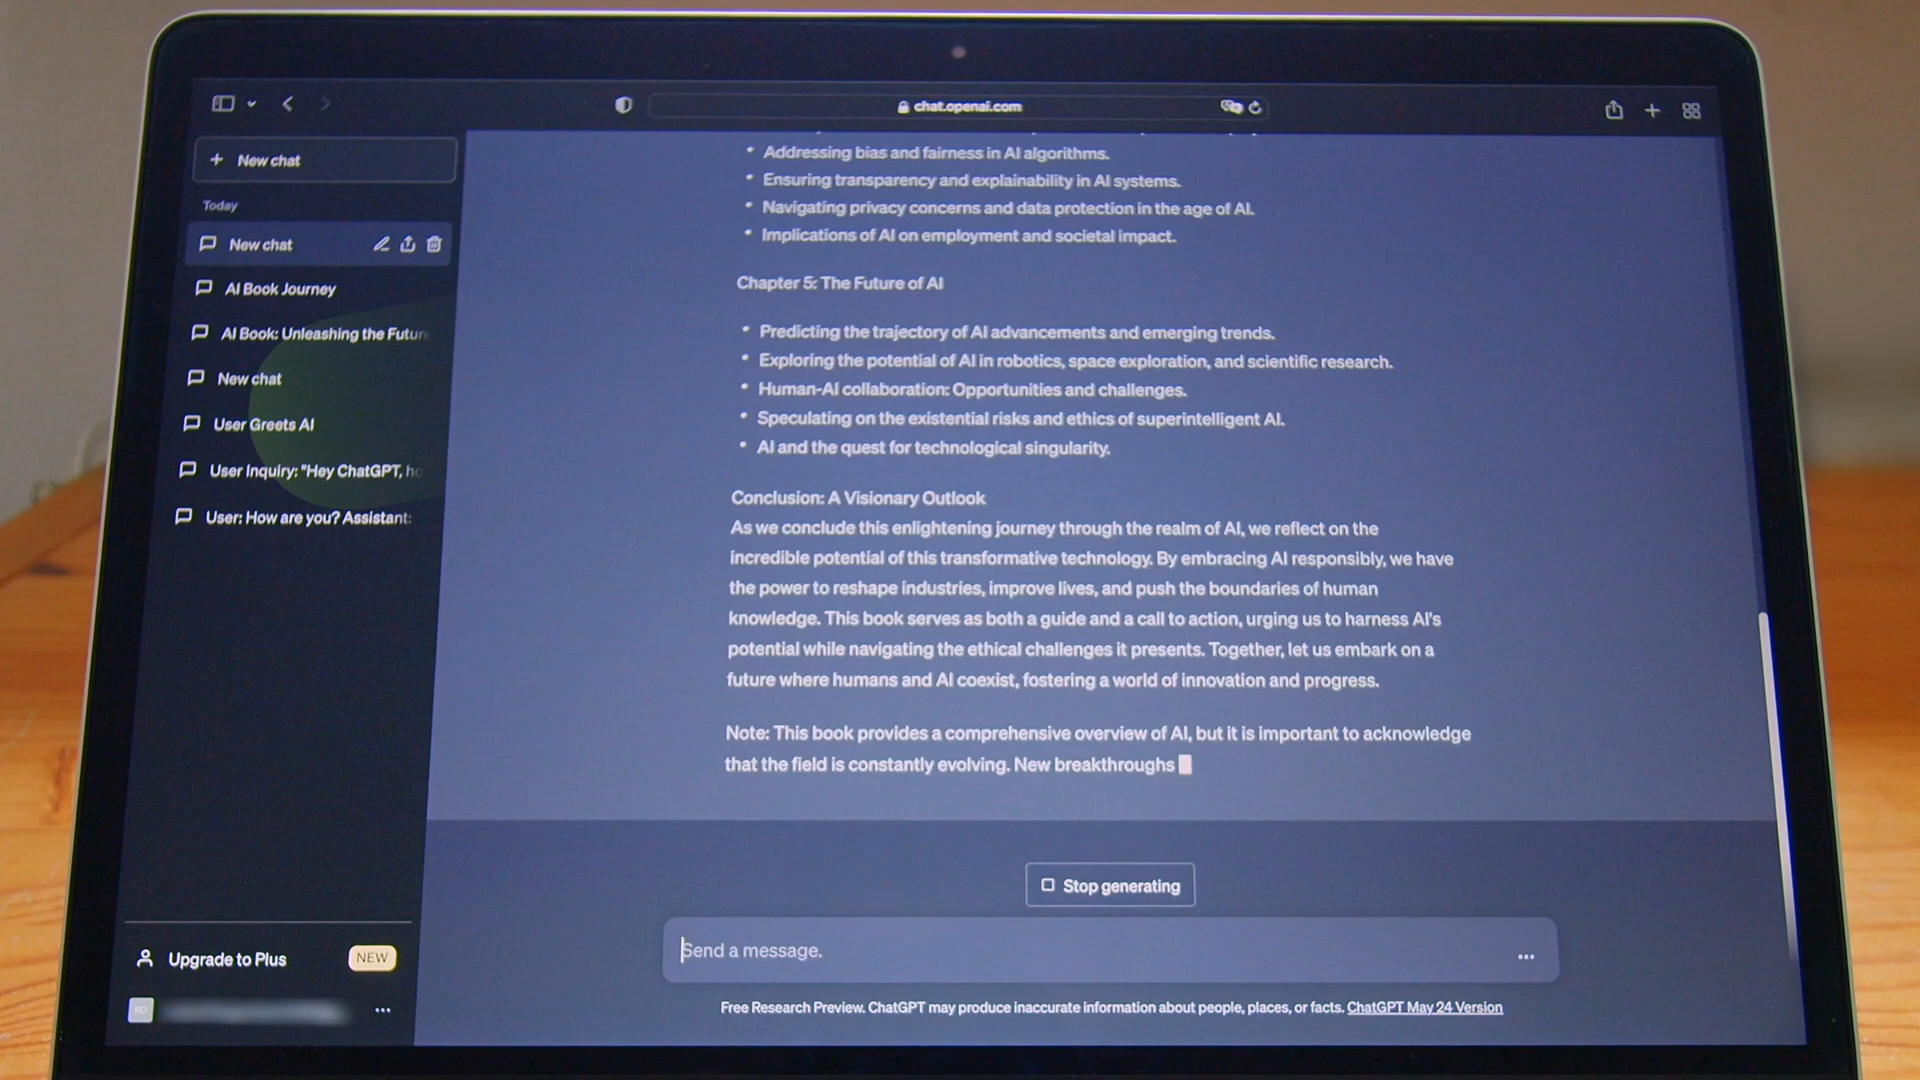 chat.openai.com
New chat
Today
New chat
AI Book Journey
AI Book: Unleashing the Futur
New chat
User Greets AI
User Inquiry: "Hey ChatGPT, ho
User: How are you? Assistant:
Upgrade to Plus
NEW
Addressing bias and fairness in AI algorithms.
Ensuring transparency and explainability in AI systems.
Navigating privacy concerns and data protection in the age of AI.
Implications of AI on employment and societal impact.
Chapter 5: The Future of AI
Predicting the trajectory of AI advancements and emerging trends.
Exploring the potential of AI in robotics, space exploration, and scientific research.
Human-AI collaboration: Opportunities and challenges.
Speculating on the existential risks and ethics of superintelligent AI.
AI and the quest for technological singularity.
Conclusion: A Visionary Outlook
As we conclude this enlightening journey through the realm of AI, we reflect on the
incredible potential of this transformative technology. By embracing AI responsibly, we have
the power to reshape industries, improve lives, and push the boundaries of human
knowledge. This book serves as both a guide and a call to action, urging us to harness AI's
potential while navigating the ethical challenges it presents. Together, let us embark on a
future where humans and AI coexist, fostering a world of innovation and progress.
Note: This book provides a comprehensive overview of AI, but it is important to acknowledge
that the field is constantly evolving. New breakthroughs
Stop generating
Send a message.
Free Research Preview. ChatGPT may produce inaccurate information about people, places, or facts. ChatGPT May 24 Version